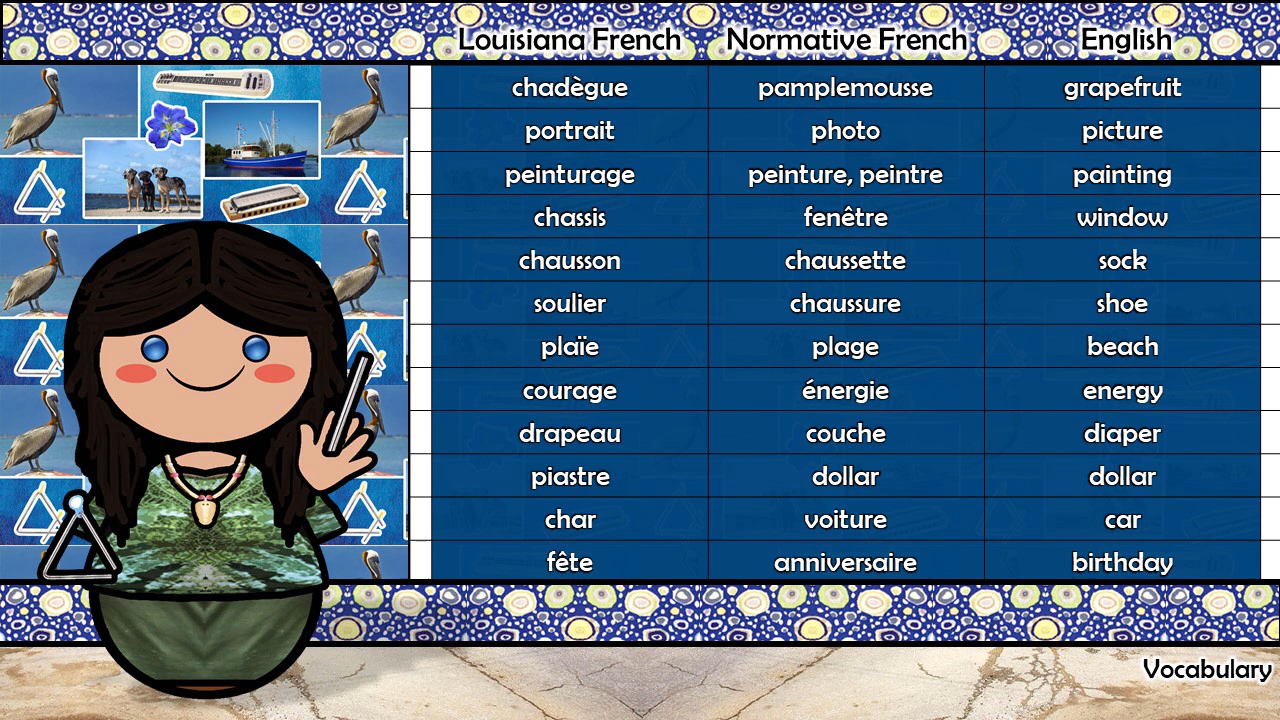 Louisiana French Normative French English
chadègue pamplemousse grapefruit
portrait photo picture
peinturage peinture, peintre painting
chassis fenêtre window
chausson chaussette sock
soulier chaussure shoe
plaïe plage beach
courage énergie energy
drapeau couche diaper
piastre dollar dollar
char voiture car
fête anniversaire birthday
Vocabulary